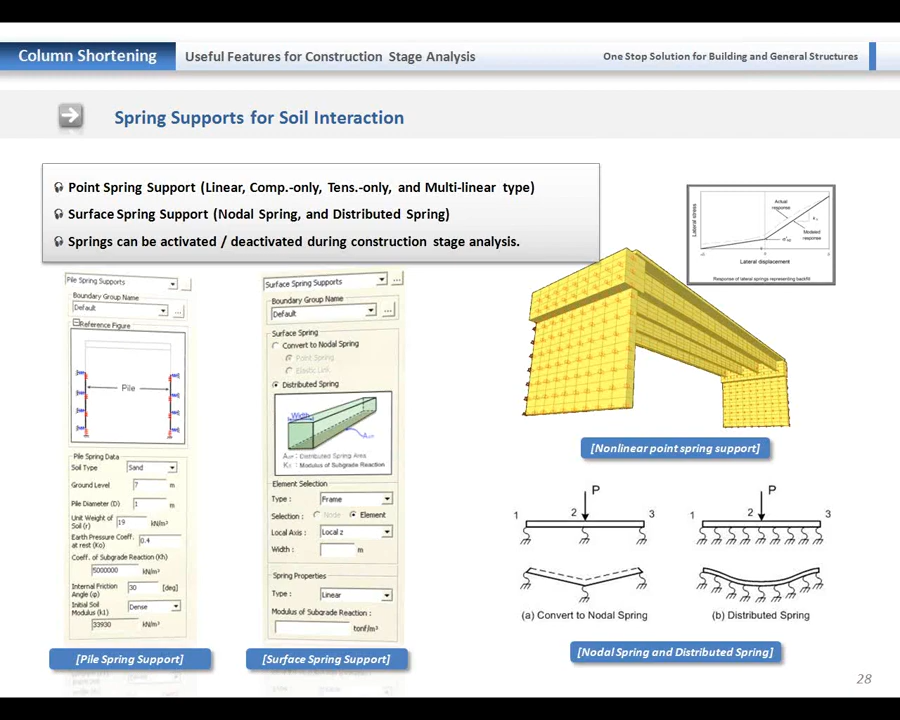 Column Shortening
Useful Features for Construction Stage Analysis
One Stop Solution for Building and General Structures
Spring Supports for Soil Interaction
Point Spring Support (Linear, Comp.-only, Tens.-only, and Multi-linear type)
Surface Spring Support (Nodal Spring, and Distributed Spring)
Springs can be activated / deactivated during construction stage analysis.
Pile Spring Supports
Boundary Group Name
Default
Reference Figure
Pile
Pile Spring Data
Soil Type
Sand
Ground Level
7
m
Pile Diameter (D)
1
m
Unit Weight of
Soil (r)
19
kN/m³
Earth Pressure Coeff.
at rest (Ko)
0.4
Coeff. of Subgrade Reaction (Kh)
5000000
kN/m³
Internal Friction
Angle (φ)
30
[deg]
Initial Soil
Modulus (k1)
Dense
33930
kN/m³
[Pile Spring Support]
Surface Spring Supports
Boundary Group Name
Default
Surface Spring
Convert to Nodal Spring
Point Spring
Elastic Link
Distributed Spring
Width
: Distributed Spring Area
: Modulus of Subgrade Reaction
Element Selection
Type :
Frame
Selection :
Node
Element
Local Axis :
Local z
Width :
m
Spring Properties
Type :
Linear
Modulus of Subgrade Reaction :
tonf/m³
[Surface Spring Support]
Lateral stress
Actual
response
Modeled
response
Lateral displacement
Response of lateral springs representing backfill
[Nonlinear point spring support]
P
1
2
3
P
1
2
3
(a) Convert to Nodal Spring
(b) Distributed Spring
[Nodal Spring and Distributed Spring]
28